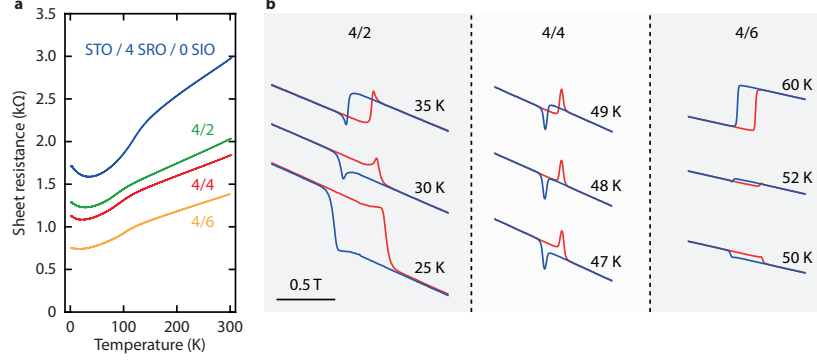 a
Sheet resistance (kΩ)
3.5
3.0
2.5
2.0
1.5
1.0
0.5
0
STO / 4 SRO / 0 SIO
4/2
4/4
4/6
0
100
200
300
Temperature (K)
b
4/2
35 K
30 K
25 K
0.5 T
4/4
49 K
48 K
47 K
4/6
60 K
52 K
50 K